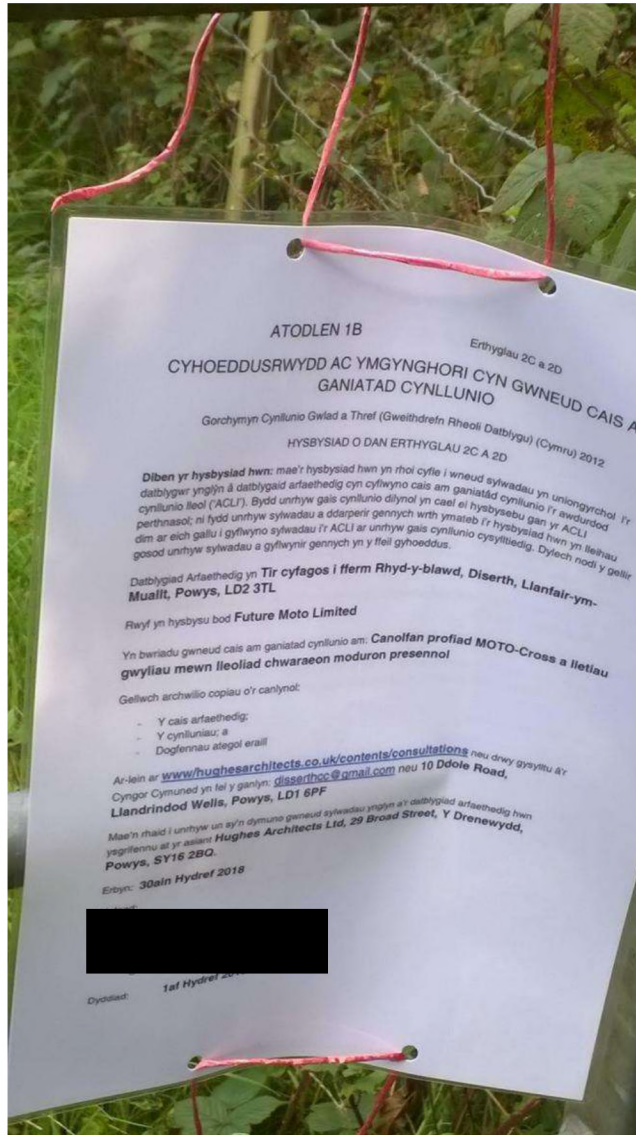 ATODLEN 1B
Erthyglau 2C a 2D
CYHOEDDUSRWYDD AC YMGYNGHORI CYN GWNEUD CAIS A
GANIATAD CYNLLUNIO
Gorchymyn Cynllunio Gwlad a Thref (Gweithdrefn Rheoli Datblygu) (Cymru) 2012
HYSBYSIAD O DAN ERTHYGLAU 2C A 2D
Diben yr hysbysiad hwn: mae'r hysbysiad hwn yn rhoi cyfle i wneud sylwadau yn uniongyrchol i'r
datblygwr ynglŷn â datblygiad arfaethedig cyn cyflwyno cais am ganiatâd cynllunio i'r awdurdod
cynllunio lleol ('ACLl'). Bydd unrhyw gais cynllunio dilynol yn cael ei hysbysebu gan yr ACLl
perthnasol; ni fydd unrhyw sylwadau a ddarperir gennych wrth ymateb i'r hysbysiad hwn yn lleihau
dim ar eich gallu i gyflwyno sylwadau i'r ACLl ar unrhyw gais cynllunio cysylltiedig. Dylech nodi y gellir
gosod unrhyw sylwadau a gyflwynir gennych yn y ffeil gyhoeddus.
Datblygiad Arfaethedig yn Tir cyfagos i fferm Rhyd-y-blawd, Diserth, Llanfair-ym-
Muallt, Powys, LD2 3TL
Rwyf yn hysbysu bod Future Moto Limited
Yn bwriadu gwneud cais am ganiatad cynllunio am: Canolfan profiad MOTO-Cross a lletiau
gwyliau mewn lleoliad chwaraeon moduron presennol
Gellwch archwilio copiau o'r canlynol:
- Y cais arfaethedig;
- Y cynlluniau; a
- Dogfennau ategol eraill
Ar-lein ar www/hughesarchitects.co.uk/contents/consultations neu drwy gysylltu â'r
Cyngor Cymuned yn fel y ganlyn: disserthcc@gmail.com neu 10 Ddole Road,
Llandrindod Wells, Powys, LD1 6PF
Mae'n rhaid i unrhyw un sy'n dymuno gwneud sylwadau ynglyn a'r datblygiad arfaethedig hwn
ysgrifennu at yr asiant Hughes Architects Ltd, 29 Broad Street, Y Drenewydd,
Powys, SY16 2BQ.
Erbyn: 30ain Hydref 2018
Dyddiad: 1af Hydref